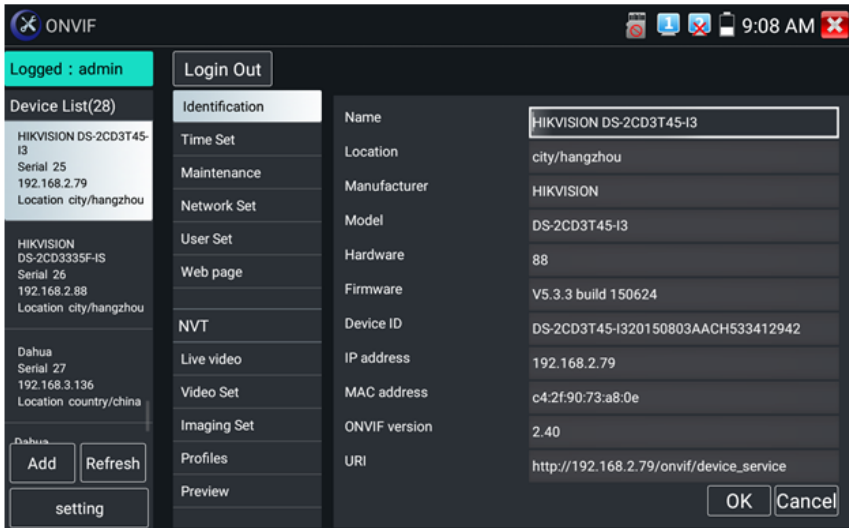 ONVIF
9:08 AM
Logged : admin
Login Out
Device List(28)
HIKVISION DS-2CD3T45-
I3
Serial 25
192.168.2.79
Location city/hangzhou
HIKVISION
DS-2CD3335F-IS
Serial 26
192.168.2.88
Location city/hangzhou
Dahua
Serial 27
192.168.3.136
Location country/china
Dahua
Add
Refresh
setting
Identification
Time Set
Maintenance
Network Set
User Set
Web page
NVT
Live video
Video Set
Imaging Set
Profiles
Preview
Name HIKVISION DS-2CD3T45-I3
Location city/hangzhou
Manufacturer HIKVISION
Model DS-2CD3T45-I3
Hardware 88
Firmware V5.3.3 build 150624
Device ID DS-2CD3T45-I320150803AACH533412942
IP address 192.168.2.79
MAC address c4:2f:90:73:a8:0e
ONVIF version 2.40
URI http://192.168.2.79/onvif/device_service
OK
Cancel